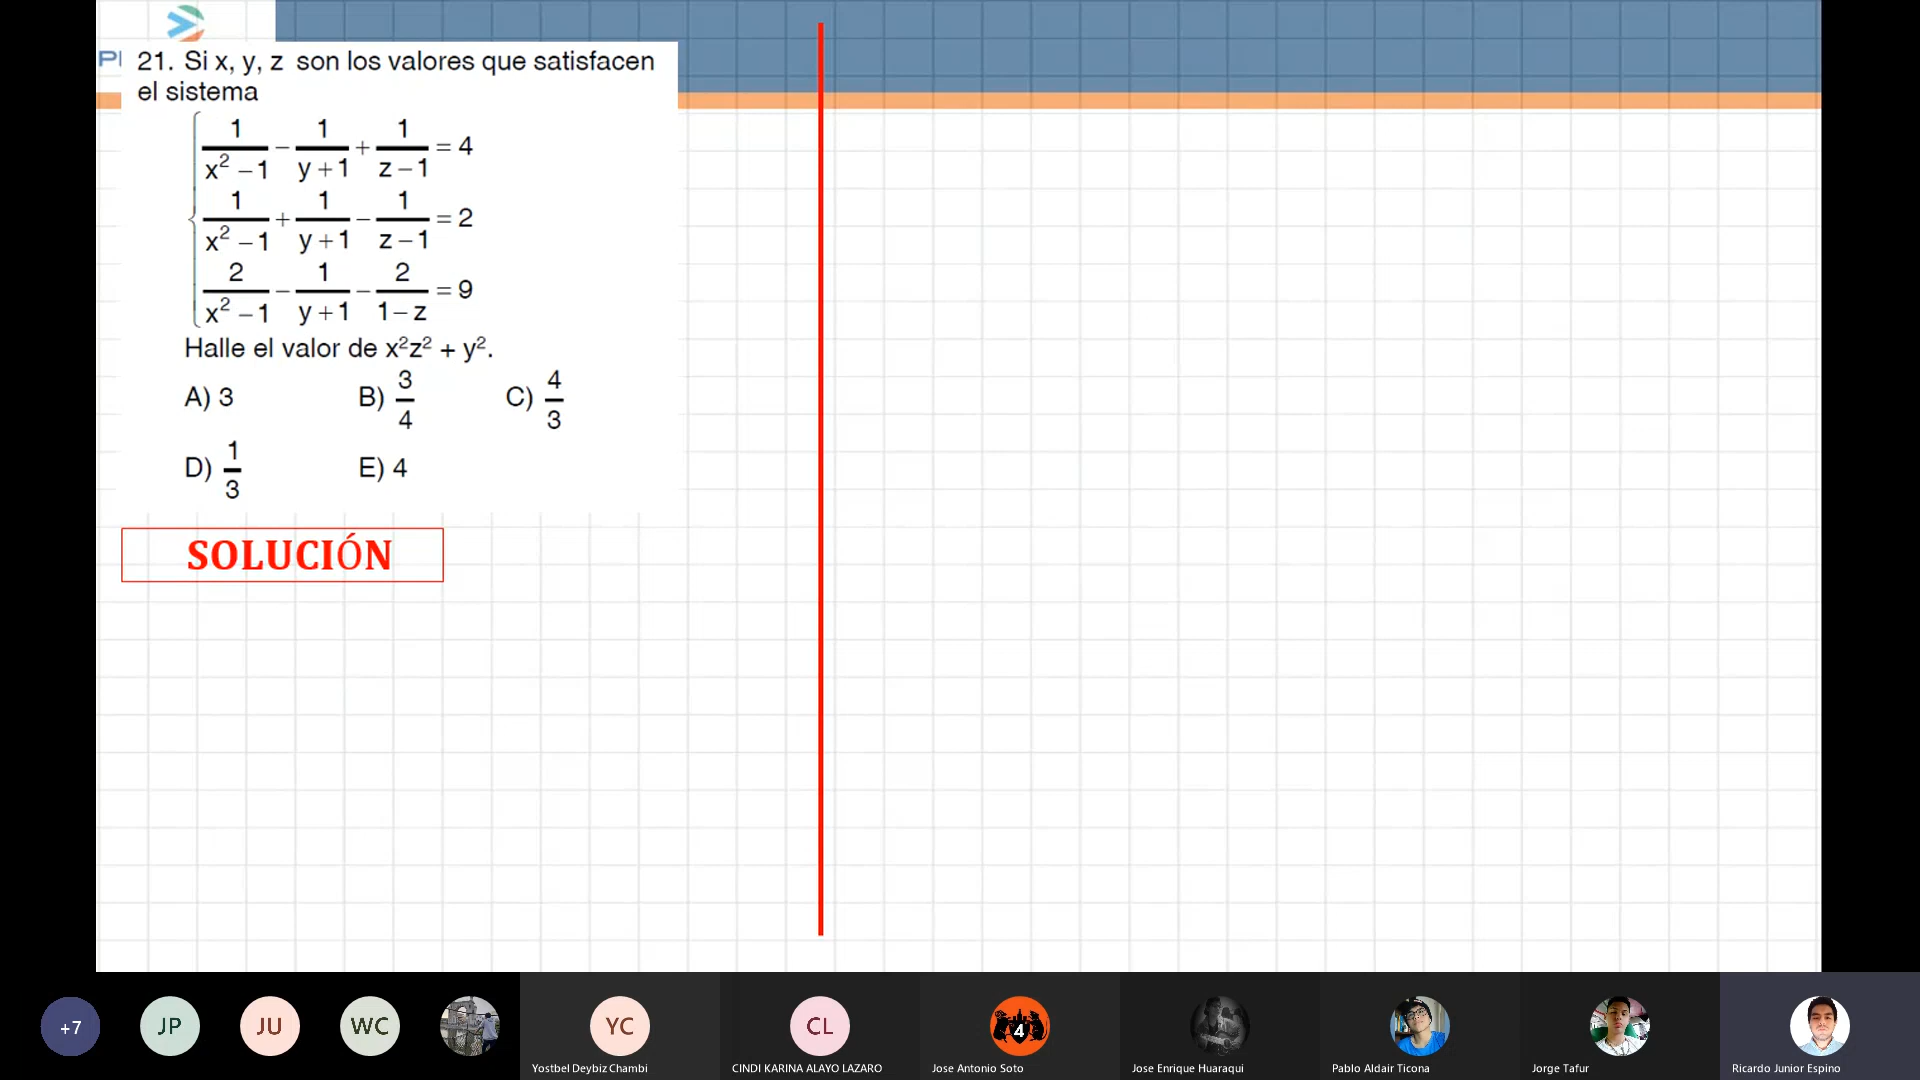 PI
21. Si x, y, z son los valores que satisfacen
el sistema
1/(x² − 1) − 1/(y + 1) + 1/(z − 1) = 4
1/(x² − 1) + 1/(y + 1) − 1/(z − 1) = 2
2/(x² − 1) − 1/(y + 1) − 2/(1 − z) = 9
Halle el valor de x²z² + y².
A) 3 B) 3/4 C) 4/3
D) 1/3 E) 4
SOLUCIÓN
+7 JP JU WC YC CL 4
Yostbel Deybiz Chambi CINDI KARINA ALAYO LAZARO Jose Antonio Soto Jose Enrique Huaraqui Pablo Aldair Ticona Jorge Tafur Ricardo Junior Espino